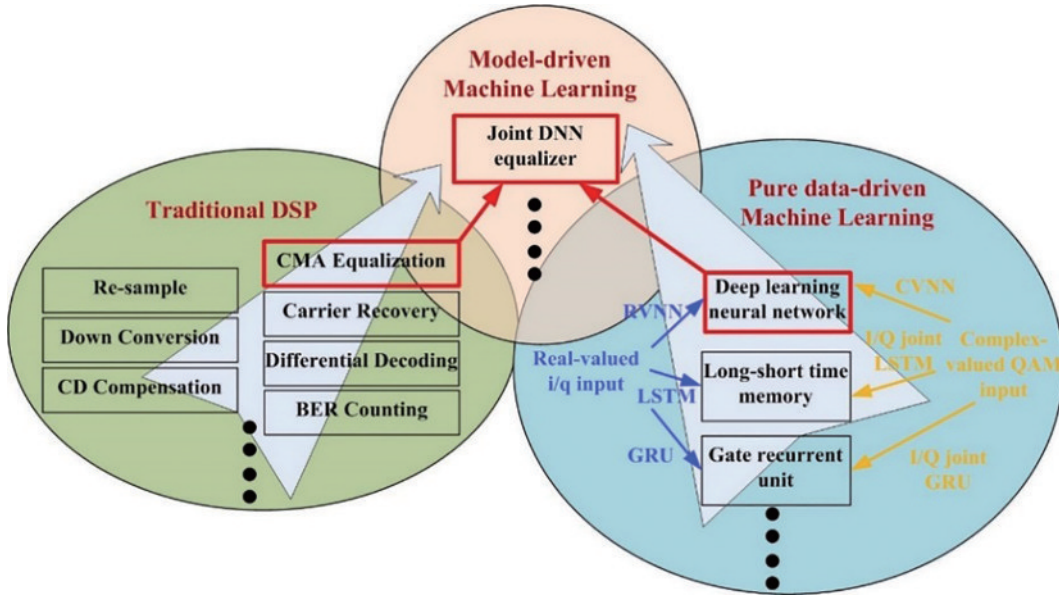 Model-driven
Machine Learning
Joint DNN
equalizer
Traditional DSP
CMA Equalization
Re-sample
Carrier Recovery
Down Conversion
Differential Decoding
CD Compensation
BER Counting
Pure data-driven
Machine Learning
Deep learning
neural network
Long-short time
memory
Gate recurrent
unit
RVNN
Real-valued
i/q input
LSTM
GRU
CVNN
I/Q joint
LSTM
Complex-
valued QAM
input
I/Q joint
GRU